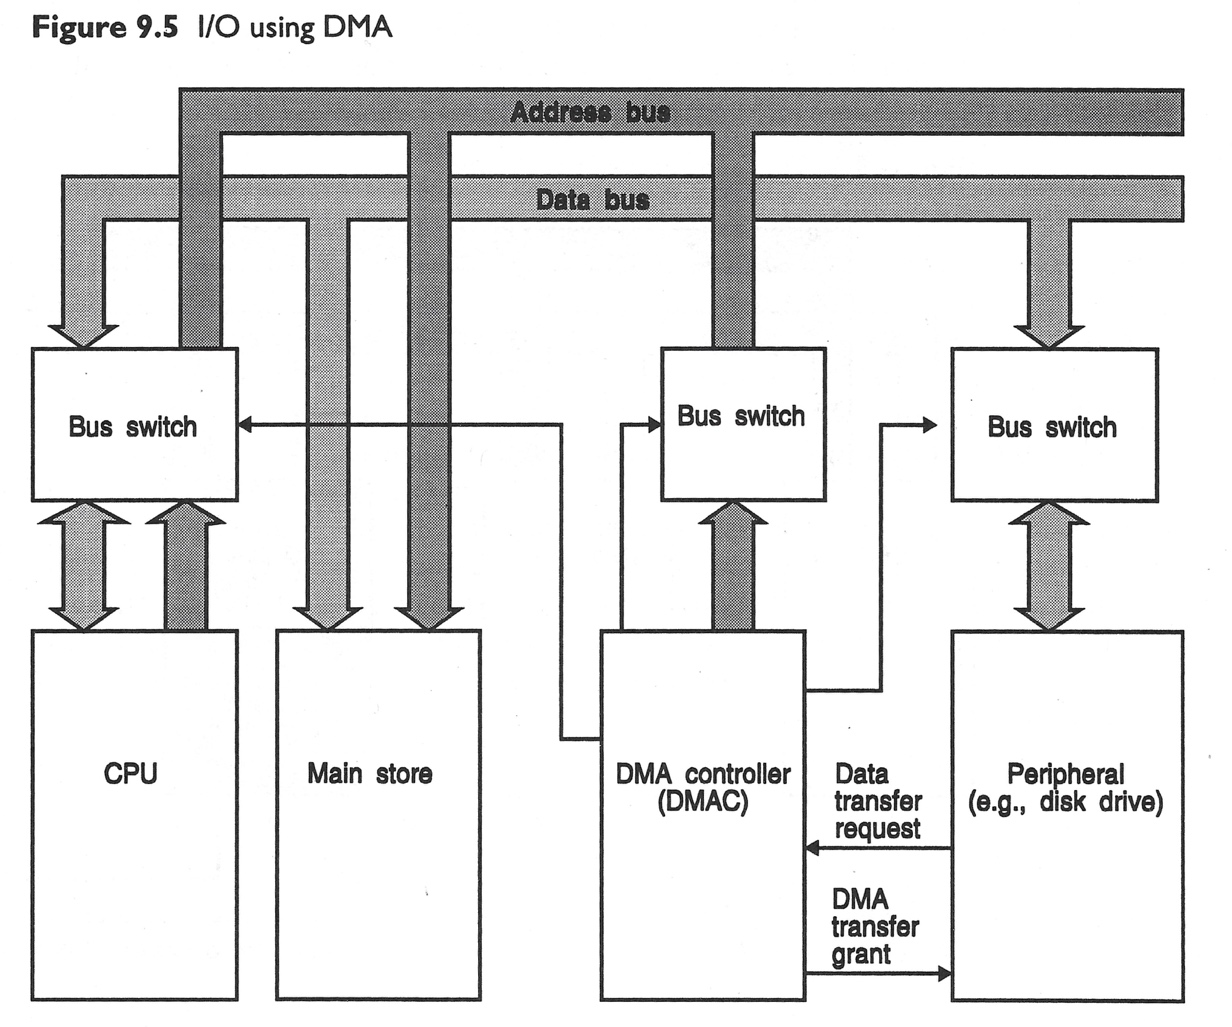 Figure 9.5 I/O using DMA
Address bus
Data bus
Bus switch
Bus switch
Bus switch
CPU
Main store
DMA controller
(DMAC)
Data
transfer
request
Peripheral
(e.g., disk drive)
DMA
transfer
grant